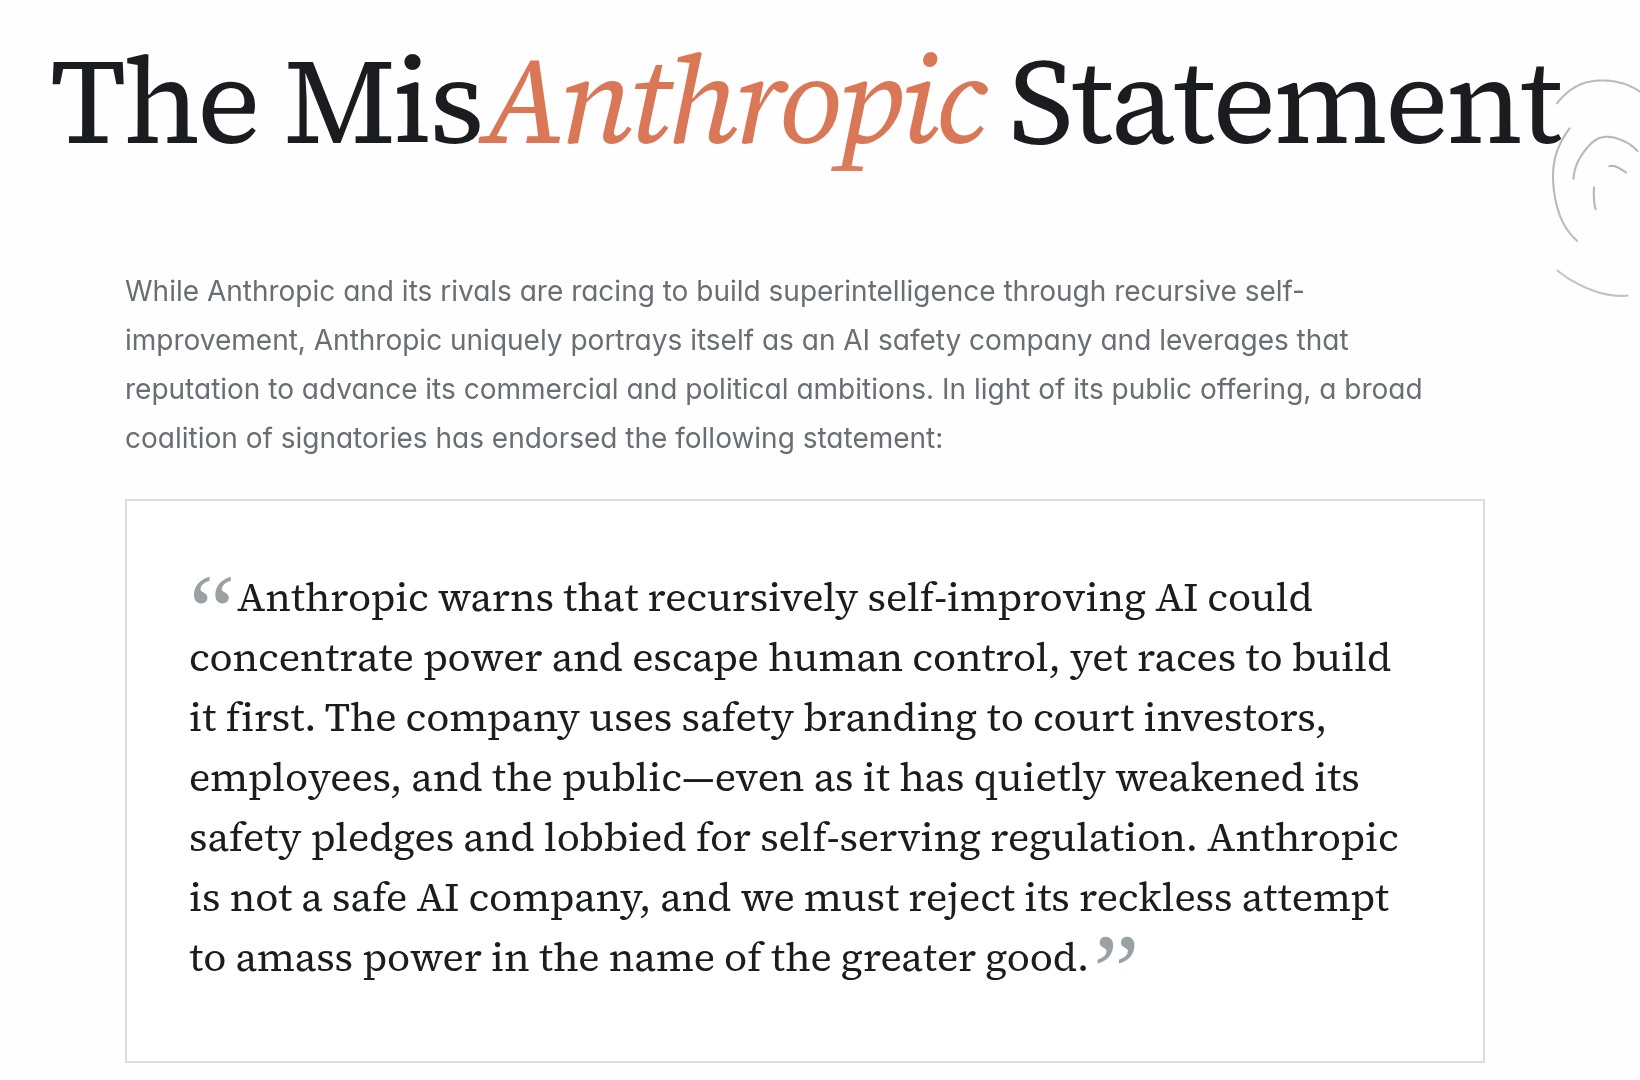 The MisAnthropic Statement
While Anthropic and its rivals are racing to build superintelligence through recursive self-
improvement, Anthropic uniquely portrays itself as an AI safety company and leverages that
reputation to advance its commercial and political ambitions. In light of its public offering, a broad
coalition of signatories has endorsed the following statement:
“Anthropic warns that recursively self-improving AI could
concentrate power and escape human control, yet races to build
it first. The company uses safety branding to court investors,
employees, and the public—even as it has quietly weakened its
safety pledges and lobbied for self-serving regulation. Anthropic
is not a safe AI company, and we must reject its reckless attempt
to amass power in the name of the greater good.”